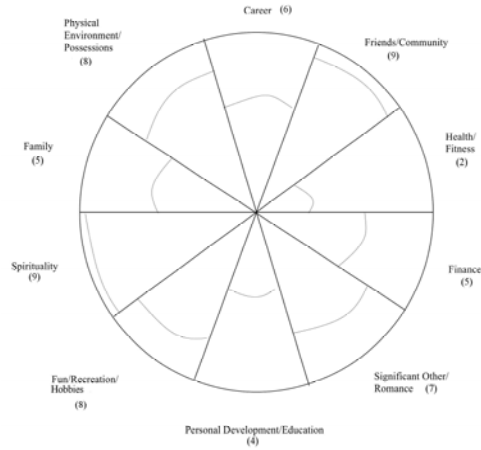 Career (6)
Friends/Community
(9)
Health/
Fitness
(2)
Finance
(5)
Significant Other/
Romance (7)
Personal Development/Education
(4)
Fun/Recreation/
Hobbies
(8)
Spirituality
(9)
Family
(5)
Physical
Environment/
Possessions
(8)